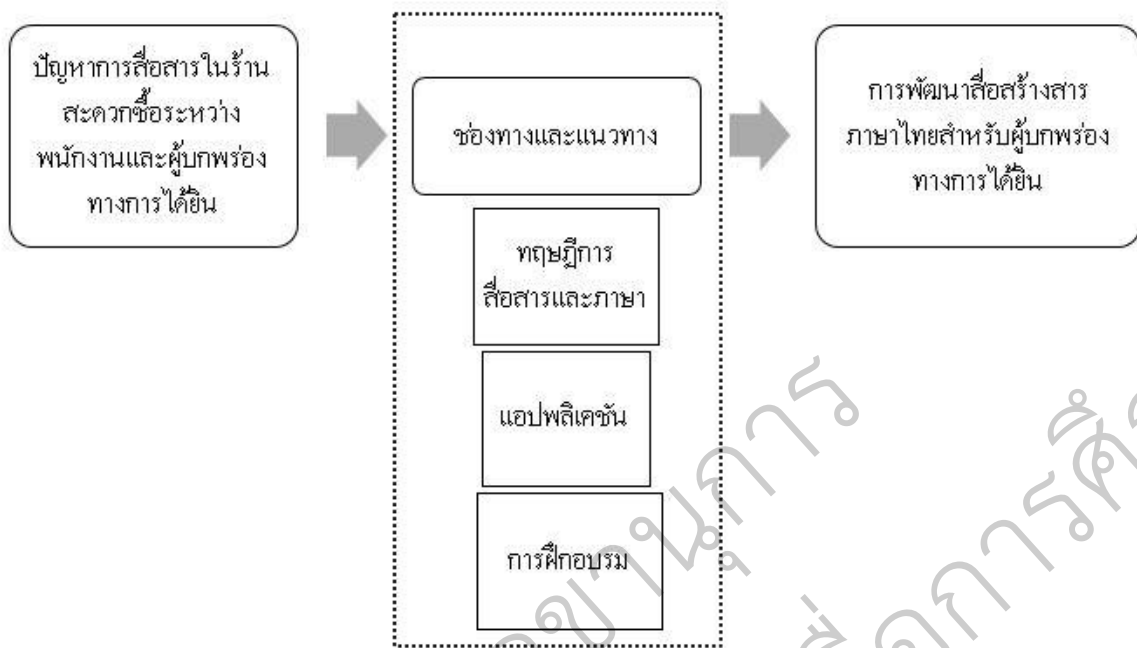 ปัญหาการสื่อสารในร้าน
สะดวกซื้อระหว่าง
พนักงานและผู้บกพร่อง
ทางการได้ยิน
ช่องทางและแนวทาง
ทฤษฎีการ
สื่อสารและภาษา
แอปพลิเคชัน
การฝึกอบรม
การพัฒนาสื่อสร้างสาร
ภาษาไทยสำหรับผู้บกพร่อง
ทางการได้ยิน